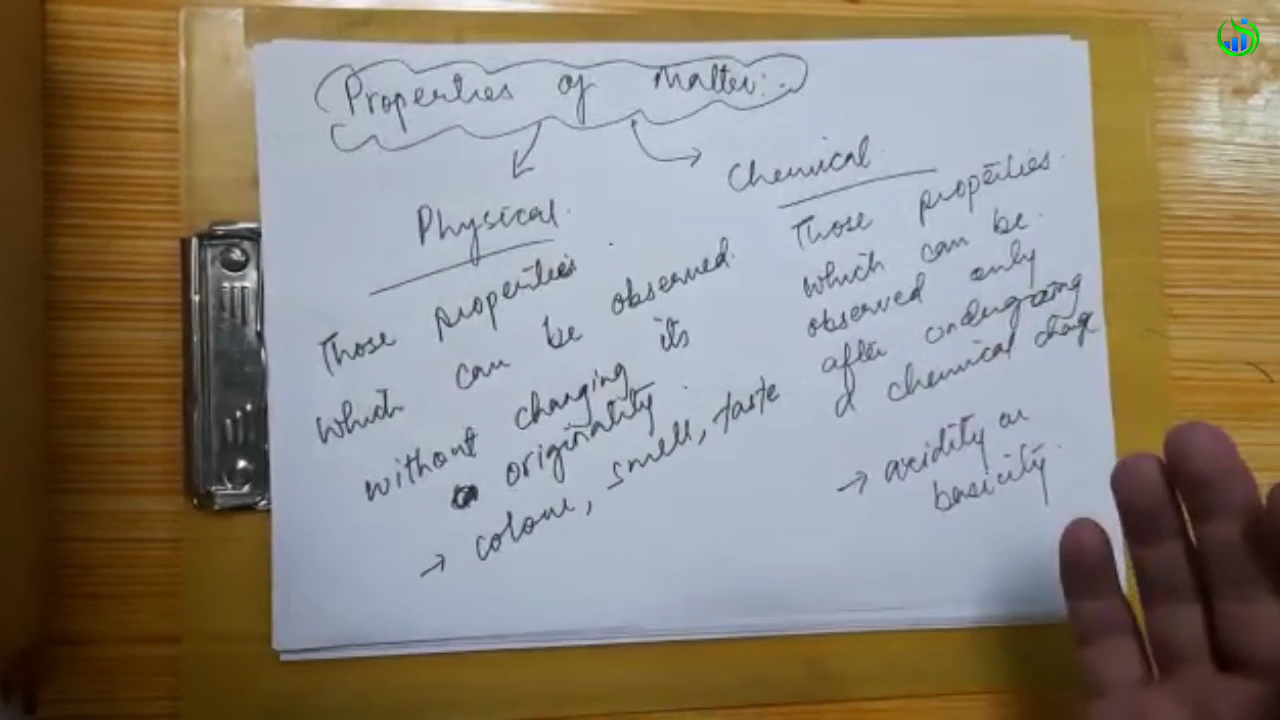 Properties of Matter:-
Physical.
Those properties
which can be observed.
without changing its
originality.
→ colour, smell, taste
Chemical.
Those properties.
which can be.
observed only
after undergoing
a chemical change
→ acidity or
basicity.